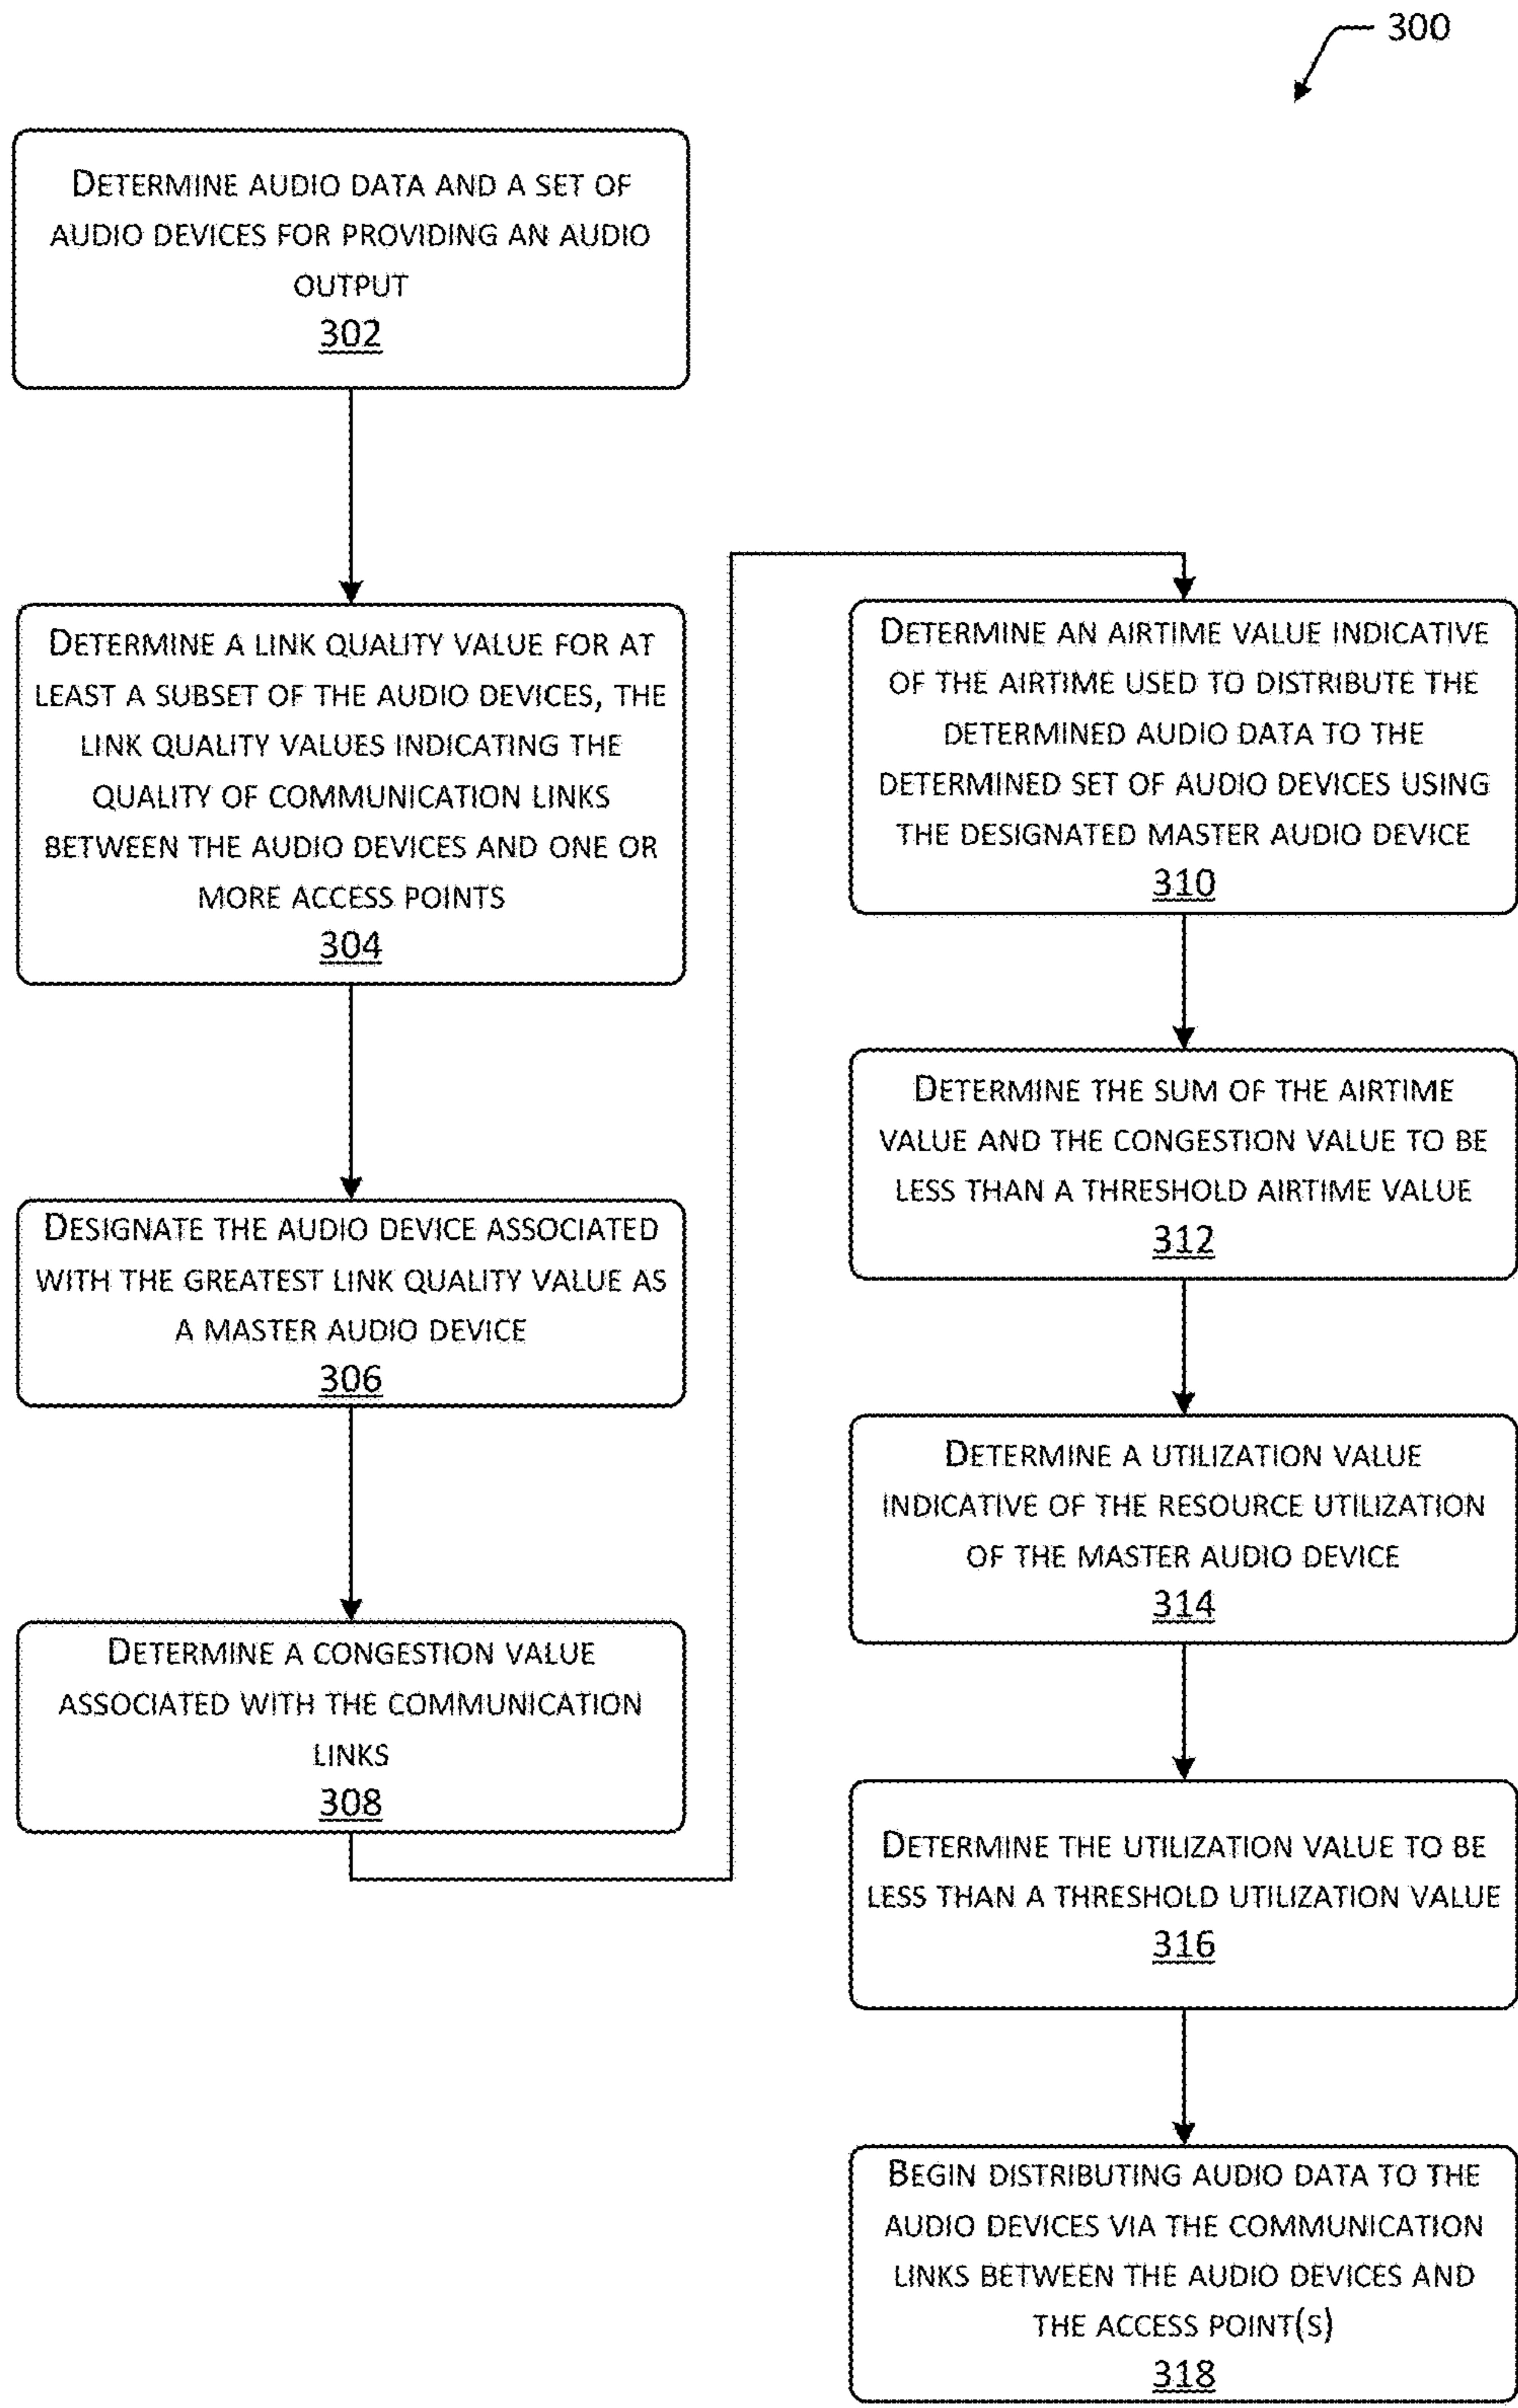 300
DETERMINE AUDIO DATA AND A SET OF
AUDIO DEVICES FOR PROVIDING AN AUDIO
OUTPUT
302
DETERMINE A LINK QUALITY VALUE FOR AT
LEAST A SUBSET OF THE AUDIO DEVICES, THE
LINK QUALITY VALUES INDICATING THE
QUALITY OF COMMUNICATION LINKS
BETWEEN THE AUDIO DEVICES AND ONE OR
MORE ACCESS POINTS
304
DESIGNATE THE AUDIO DEVICE ASSOCIATED
WITH THE GREATEST LINK QUALITY VALUE AS
A MASTER AUDIO DEVICE
306
DETERMINE A CONGESTION VALUE
ASSOCIATED WITH THE COMMUNICATION
LINKS
308
DETERMINE AN AIRTIME VALUE INDICATIVE
OF THE AIRTIME USED TO DISTRIBUTE THE
DETERMINED AUDIO DATA TO THE
DETERMINED SET OF AUDIO DEVICES USING
THE DESIGNATED MASTER AUDIO DEVICE
310
DETERMINE THE SUM OF THE AIRTIME
VALUE AND THE CONGESTION VALUE TO BE
LESS THAN A THRESHOLD AIRTIME VALUE
312
DETERMINE A UTILIZATION VALUE
INDICATIVE OF THE RESOURCE UTILIZATION
OF THE MASTER AUDIO DEVICE
314
DETERMINE THE UTILIZATION VALUE TO BE
LESS THAN A THRESHOLD UTILIZATION VALUE
316
BEGIN DISTRIBUTING AUDIO DATA TO THE
AUDIO DEVICES VIA THE COMMUNICATION
LINKS BETWEEN THE AUDIO DEVICES AND
THE ACCESS POINT(S)
318